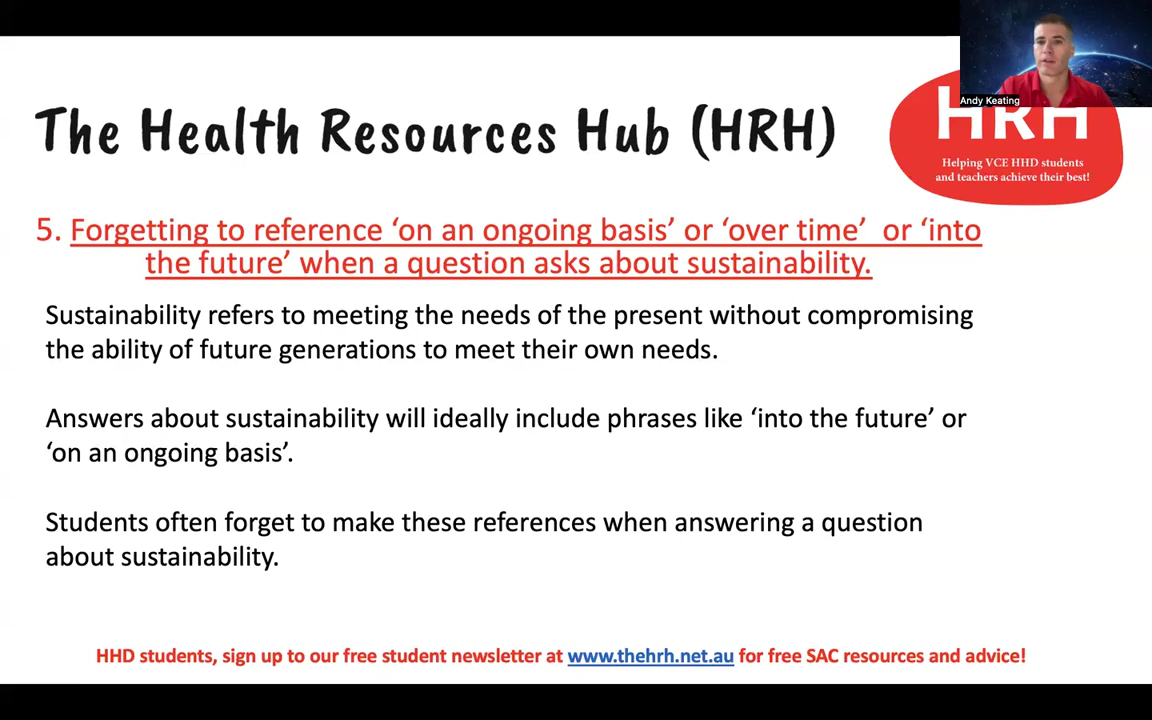 Andy Keating
The Health Resources Hub (HRH)
HRH
Helping VCE HHD students
and teachers achieve their best!
5. Forgetting to reference ‘on an ongoing basis’ or ‘over time’ or ‘into
the future’ when a question asks about sustainability.
Sustainability refers to meeting the needs of the present without compromising
the ability of future generations to meet their own needs.
Answers about sustainability will ideally include phrases like ‘into the future’ or
‘on an ongoing basis’.
Students often forget to make these references when answering a question
about sustainability.
HHD students, sign up to our free student newsletter at www.thehrh.net.au for free SAC resources and advice!